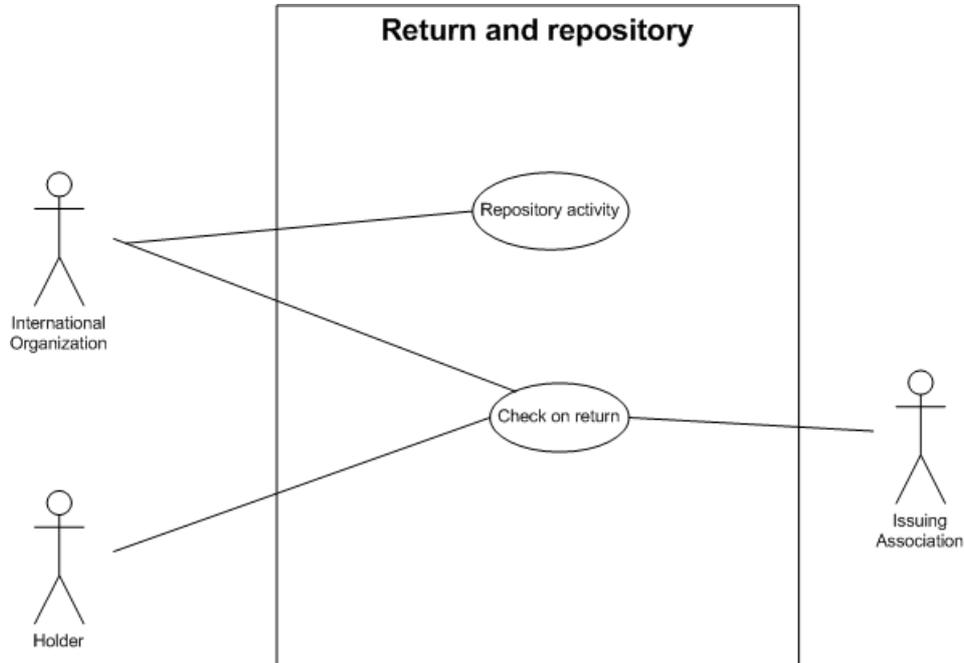 Return and repository
Repository activity
International
Organization
Check on return
Issuing
Association
Holder